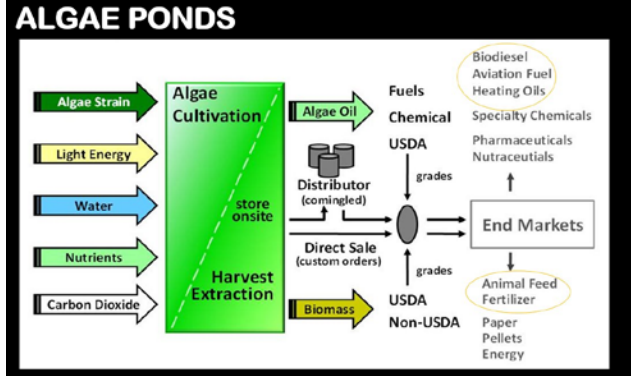 ALGAE PONDS
Algae Strain
Light Energy
Water
Nutrients
Carbon Dioxide
Algae
Cultivation
store
onsite
Harvest
Extraction
Algae Oil
Distributor
(comingled)
Direct Sale
(custom orders)
Biomass
Fuels
Chemical
USDA
grades
grades
USDA
Non-USDA
Biodiesel
Aviation Fuel
Heating Oils
Specialty Chemicals
Pharmaceuticals
Nutraceutials
End Markets
Animal Feed
Fertilizer
Paper
Pellets
Energy